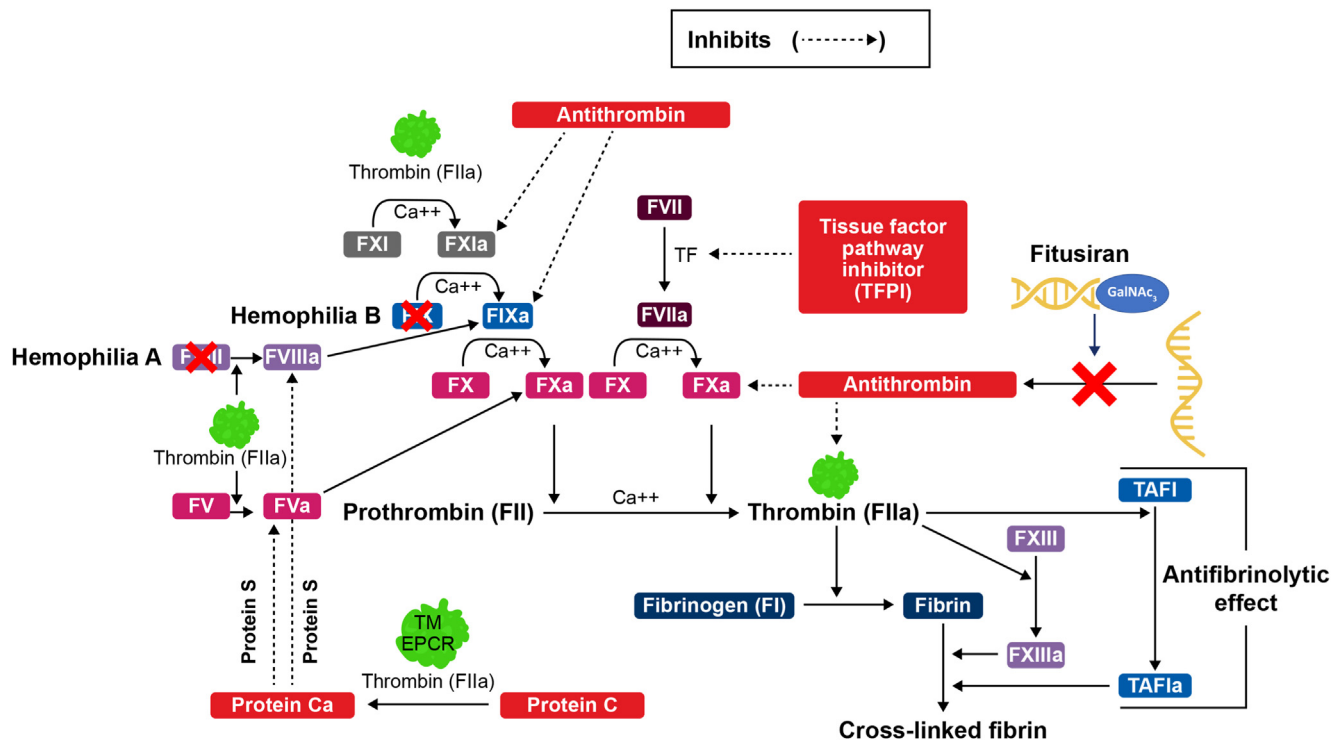 Inhibits ( )
Antithrombin
Thrombin (FIIa)
Ca++
FXI
FXIa
FVII
TF
Tissue factor
pathway
inhibitor
(TFPI)
Fitusiran
GalNAc3
Hemophilia B
Ca++
FIXa
FVIIa
Hemophilia A
FVIIIa
Ca++
Ca++
FX
FXa
FX
FXa
Antithrombin
Thrombin (FIIa)
FV
FVa
Prothrombin (FII)
Ca++
Thrombin (FIIa)
TAFI
FXIII
Antifibrinolytic
effect
Protein S
Protein S
Fibrinogen (FI)
Fibrin
TM
EPCR
FXIIIa
Thrombin (FIIa)
TAFIa
Protein Ca
Protein C
Cross-linked fibrin